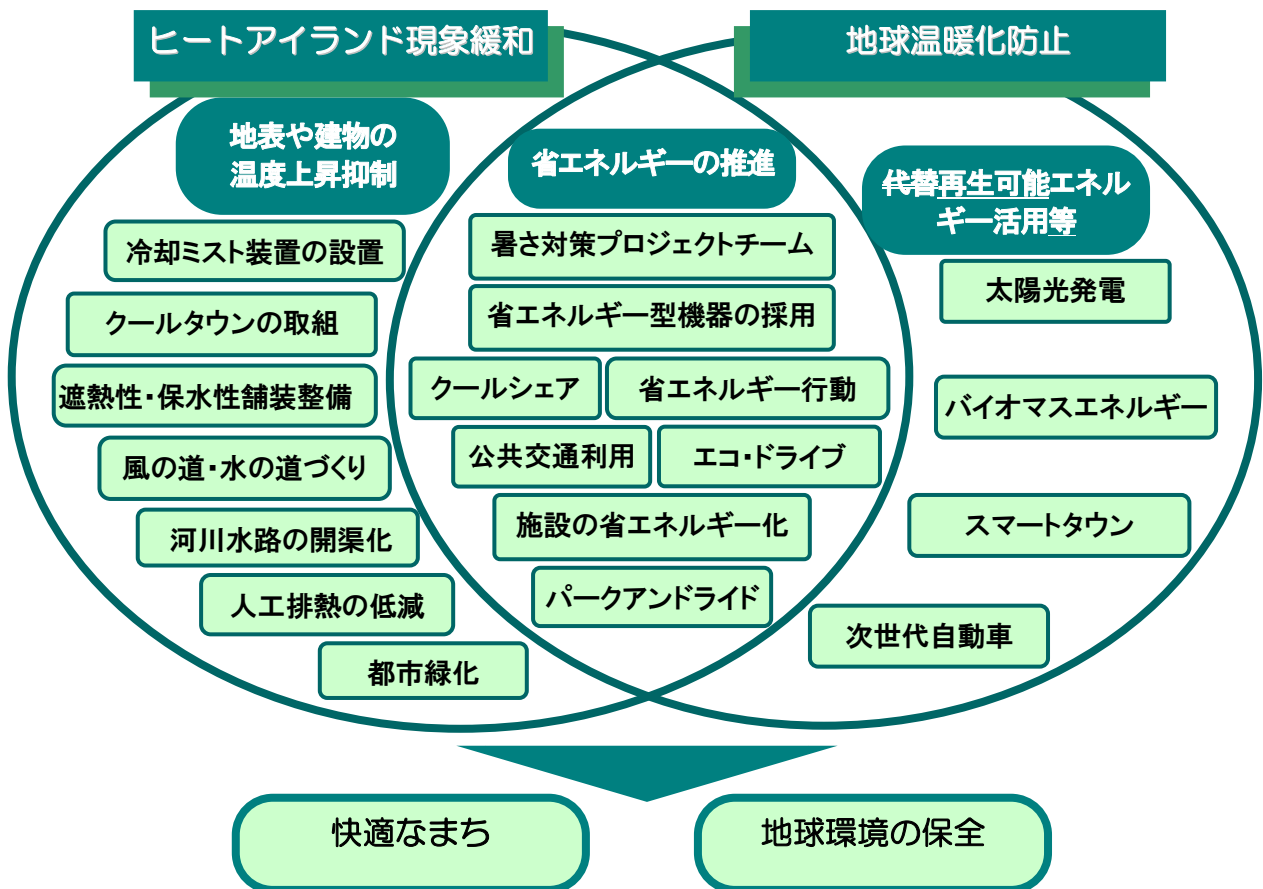 ヒートアイランド現象緩和
地球温暖化防止
地表や建物の
温度上昇抑制
冷却ミスト装置の設置
クールタウンの取組
遮熱性・保水性舗装整備
風の道・水の道づくり
河川水路の開渠化
人工排熱の低減
都市緑化
省エネルギーの推進
暑さ対策プロジェクトチーム
省エネルギー型機器の採用
クールシェア
省エネルギー行動
公共交通利用
エコ・ドライブ
施設の省エネルギー化
パークアンドライド
代替再生可能エネル
ギー活用等
太陽光発電
バイオマスエネルギー
スマートタウン
次世代自動車
快適なまち
地球環境の保全